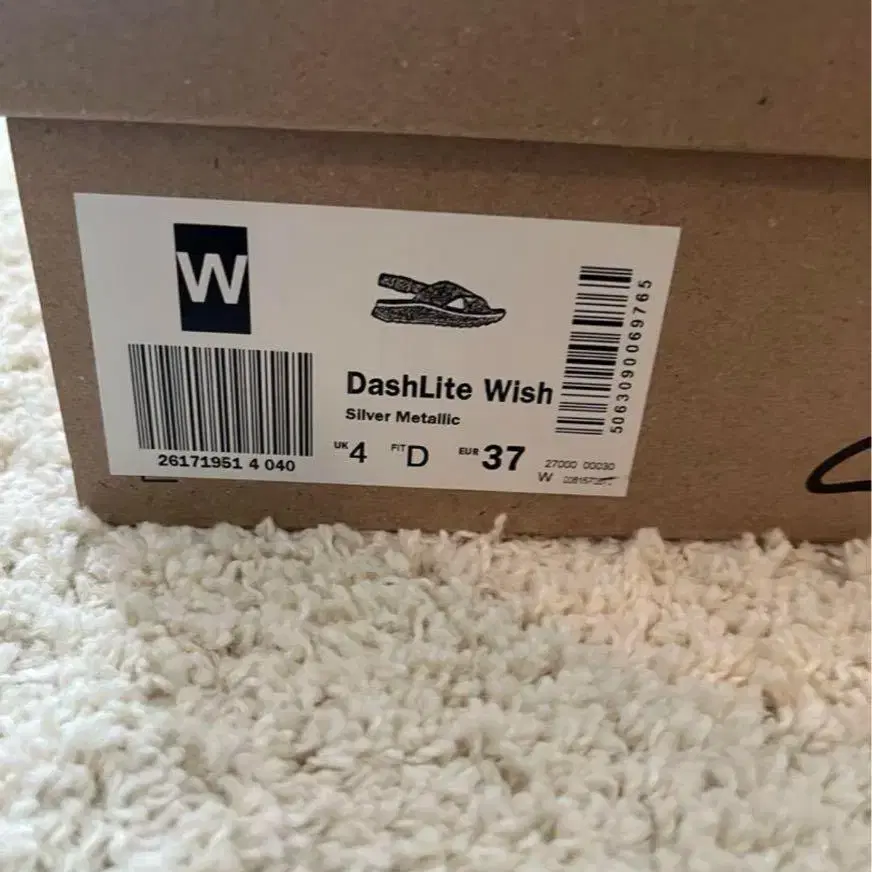 W
26171951 4 040
DashLite Wish
Silver Metallic
UK 4 FIT D EUR 37
5063090069765
27000 00030
W